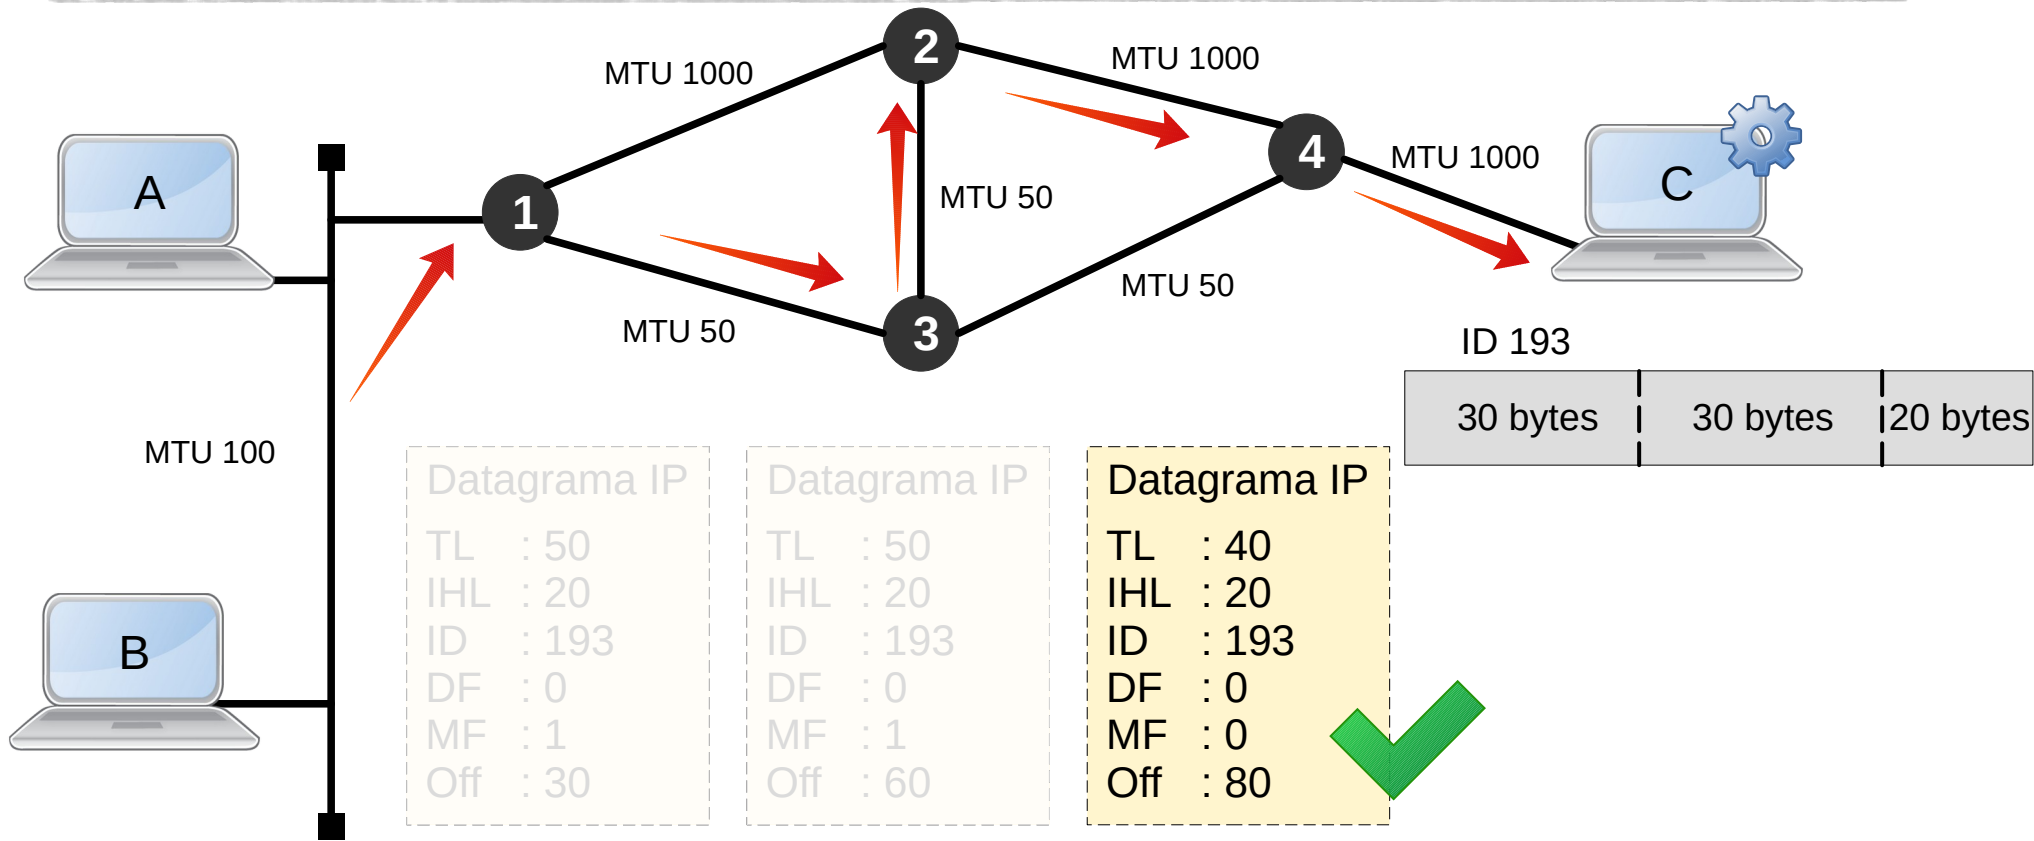 2
MTU 1000
MTU 1000
4
MTU 1000
A
C
1
MTU 50
MTU 50
MTU 50
3
ID 193
30 bytes
30 bytes
20 bytes
MTU 100
B
Datagrama IP
TL : 50
IHL : 20
ID : 193
DF : 0
MF : 1
Off : 30
Datagrama IP
TL : 50
IHL : 20
ID : 193
DF : 0
MF : 1
Off : 60
Datagrama IP
TL : 40
IHL : 20
ID : 193
DF : 0
MF : 0
Off : 80